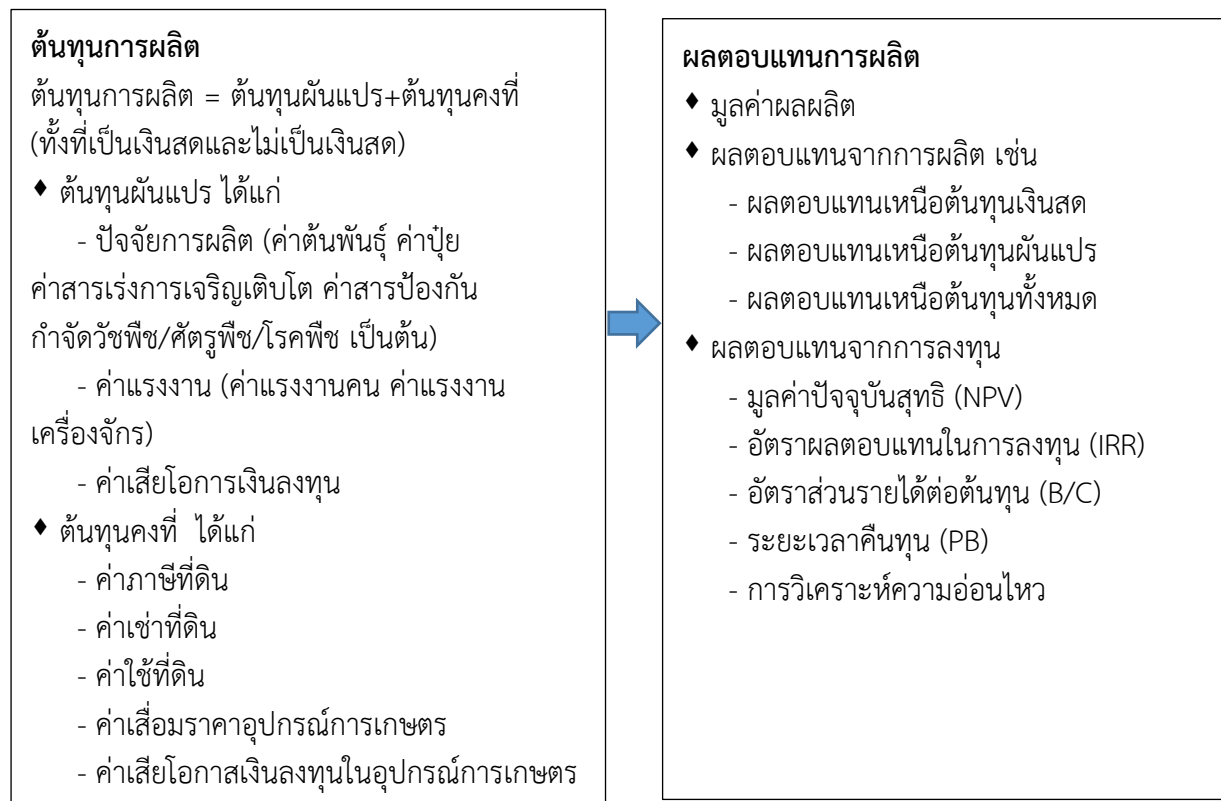 ต้นทุนการผลิต
ต้นทุนการผลิต = ต้นทุนผันแปร+ต้นทุนคงที่
(ทั้งที่เป็นเงินสดและไม่เป็นเงินสด)
♦ ต้นทุนผันแปร ได้แก่
- ปัจจัยการผลิต (ค่าต้นพันธุ์ ค่าปุ๋ย
ค่าสารเร่งการเจริญเติบโต ค่าสารป้องกัน
กำจัดวัชพืช/ศัตรูพืช/โรคพืช เป็นต้น)
- ค่าแรงงาน (ค่าแรงงานคน ค่าแรงงาน
เครื่องจักร)
- ค่าเสียโอการเงินลงทุน
♦ ต้นทุนคงที่ ได้แก่
- ค่าภาษีที่ดิน
- ค่าเช่าที่ดิน
- ค่าใช้ที่ดิน
- ค่าเสื่อมราคาอุปกรณ์การเกษตร
- ค่าเสียโอกาสเงินลงทุนในอุปกรณ์การเกษตร
ผลตอบแทนการผลิต
♦ มูลค่าผลผลิต
♦ ผลตอบแทนจากการผลิต เช่น
- ผลตอบแทนเหนือต้นทุนเงินสด
- ผลตอบแทนเหนือต้นทุนผันแปร
- ผลตอบแทนเหนือต้นทุนทั้งหมด
♦ ผลตอบแทนจากการลงทุน
- มูลค่าปัจจุบันสุทธิ (NPV)
- อัตราผลตอบแทนในการลงทุน (IRR)
- อัตราส่วนรายได้ต่อต้นทุน (B/C)
- ระยะเวลาคืนทุน (PB)
- การวิเคราะห์ความอ่อนไหว